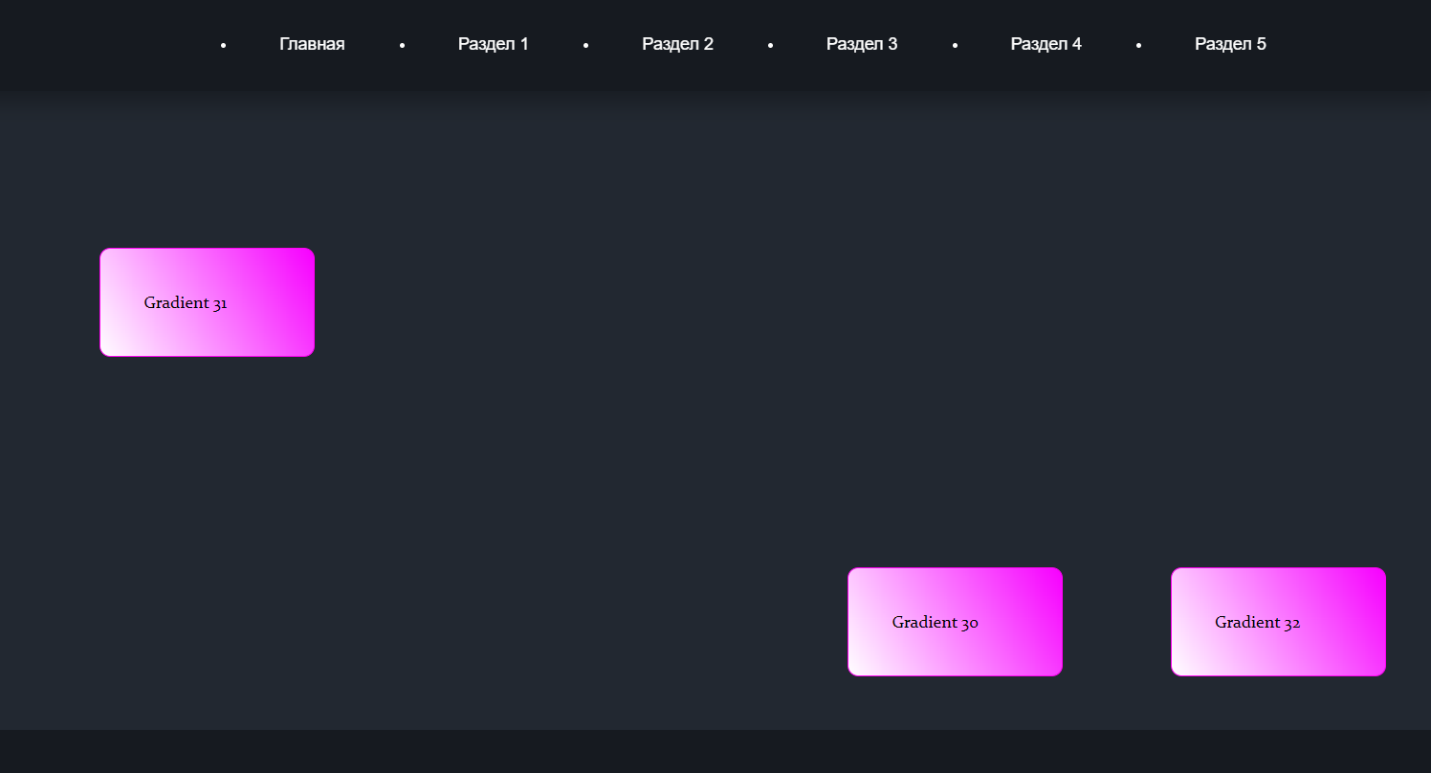 Главная Раздел 1 Раздел 2 Раздел 3 Раздел 4 Раздел 5
Gradient 31
Gradient 30 Gradient 32